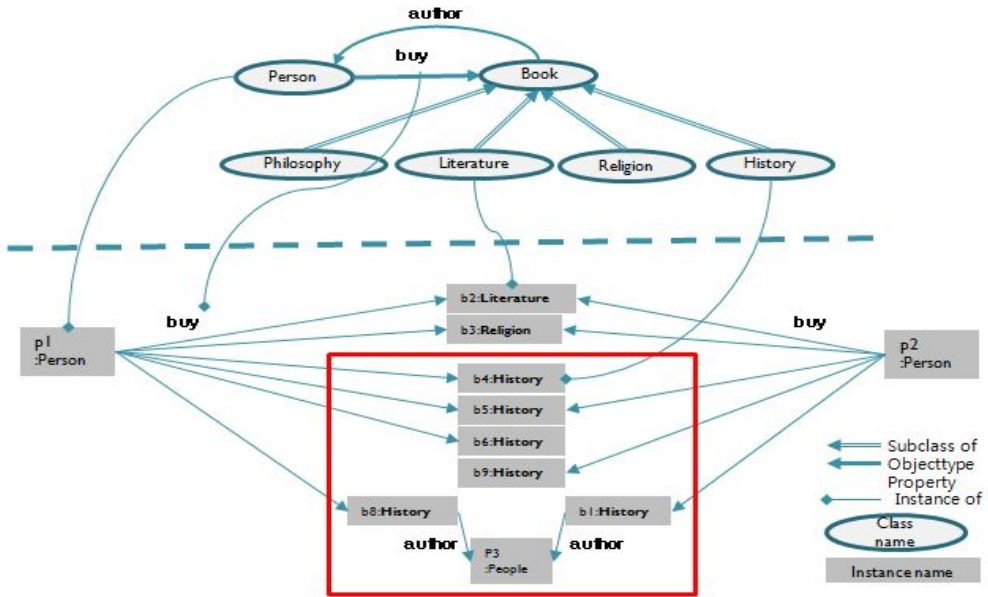 author
buy
Person
Book
Philosophy
Literature
Religion
History
b2:Literature
buy
buy
b3:Religion
p1
:Person
p2
:Person
b4:History
b5:History
b6:History
b9:History
b8:History
b1:History
author
author
P3
:People
Subclass of
Objecttype
Property
Instance of
Class
name
Instance name